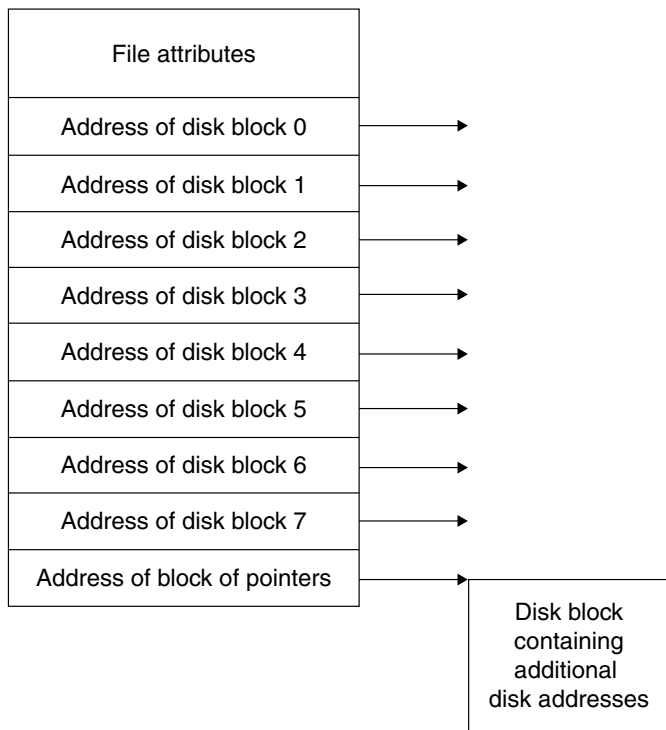 File attributes
Address of disk block 0
Address of disk block 1
Address of disk block 2
Address of disk block 3
Address of disk block 4
Address of disk block 5
Address of disk block 6
Address of disk block 7
Address of block of pointers
Disk block
containing
additional
disk addresses